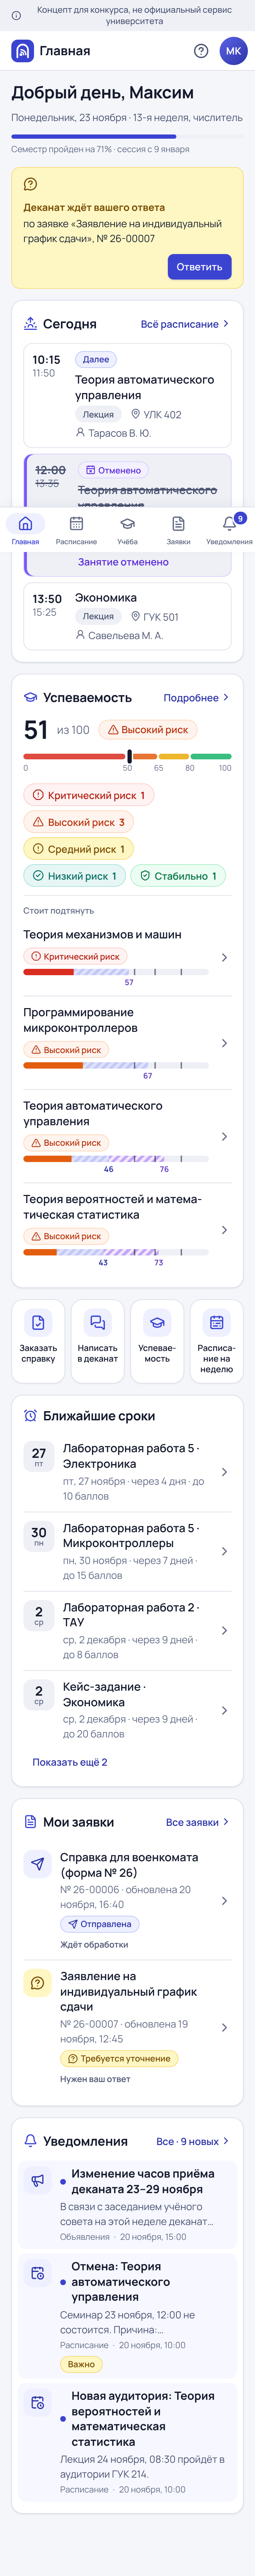 Концепт для конкурса, не официальный сервис
университета
Главная
МК
Добрый день, Максим
Понедельник, 23 ноября · 13-я неделя, числитель
Семестр пройден на 71% · сессия с 9 января
Деканат ждёт вашего ответа
по заявке «Заявление на индивидуальный
график сдачи», № 26-00007
Ответить
Сегодня
Всё расписание
10:15
11:50
Далее
Теория автоматического
управления
Лекция
УЛК 402
Тарасов В. Ю.
12:00
13:35
Отменено
Теория автоматического
Главная
Расписание
Учёба
Заявки
9
Уведомления
Занятие отменено
13:50
15:25
Экономика
Лекция
ГУК 501
Савельева М. А.
Успеваемость
Подробнее
51 из 100
Высокий риск
0
50
65
80
100
Критический риск 1
Высокий риск 3
Средний риск 1
Низкий риск 1
Стабильно 1
Стоит подтянуть
Теория механизмов и машин
Критический риск
57
Программирование
микроконтроллеров
Высокий риск
67
Теория автоматического
управления
Высокий риск
46
76
Теория вероятностей и матема-
тическая статистика
Высокий риск
43
73
Заказать
справку
Написать
в деканат
Успевае-
мость
Расписа-
ние на
неделю
Ближайшие сроки
27
пт
Лабораторная работа 5 ·
Электроника
пт, 27 ноября · через 4 дня · до
10 баллов
30
пн
Лабораторная работа 5 ·
Микроконтроллеры
пн, 30 ноября · через 7 дней ·
до 15 баллов
2
ср
Лабораторная работа 2 ·
ТАУ
ср, 2 декабря · через 9 дней ·
до 8 баллов
2
ср
Кейс-задание ·
Экономика
ср, 2 декабря · через 9 дней ·
до 20 баллов
Показать ещё 2
Мои заявки
Все заявки
Справка для военкомата
(форма № 26)
№ 26-00006 · обновлена 20
ноября, 16:40
Отправлена
Ждёт обработки
Заявление на
индивидуальный график
сдачи
№ 26-00007 · обновлена 19
ноября, 12:45
Требуется уточнение
Нужен ваш ответ
Уведомления
Все · 9 новых
Изменение часов приёма
деканата 23–29 ноября
В связи с заседанием учёного
совета на этой неделе деканат…
Объявления · 20 ноября, 15:00
Отмена: Теория
автоматического
управления
Семинар 23 ноября, 12:00 не
состоится. Причина:…
Расписание · 20 ноября, 10:00
Важно
Новая аудитория: Теория
вероятностей и
математическая
статистика
Лекция 24 ноября, 08:30 пройдёт в
аудитории ГУК 214.
Расписание · 20 ноября, 10:00